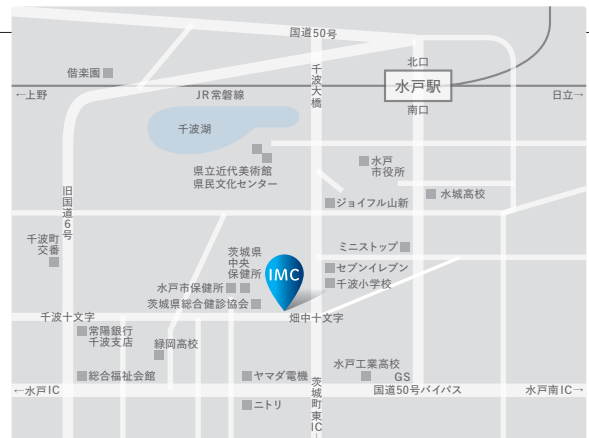 国道50号
北口
偕楽園
千波大橋
水戸駅
←上野
JR常磐線
日立→
南口
千波湖
県立近代美術館
県民文化センター
水戸
市役所
旧国道6号
水城高校
ジョイフル山新
千波町
交番
茨城県
中央
保健所
ミニストップ
IMC
セブンイレブン
千波小学校
水戸市保健所
茨城県総合健診協会
千波十文字
畑中十文字
常陽銀行
千波支店
緑岡高校
水戸工業高校
総合福祉会館
ヤマダ電機
GS
←水戸IC
茨城町東IC→
国道50号バイパス
水戸南IC→
ニトリ